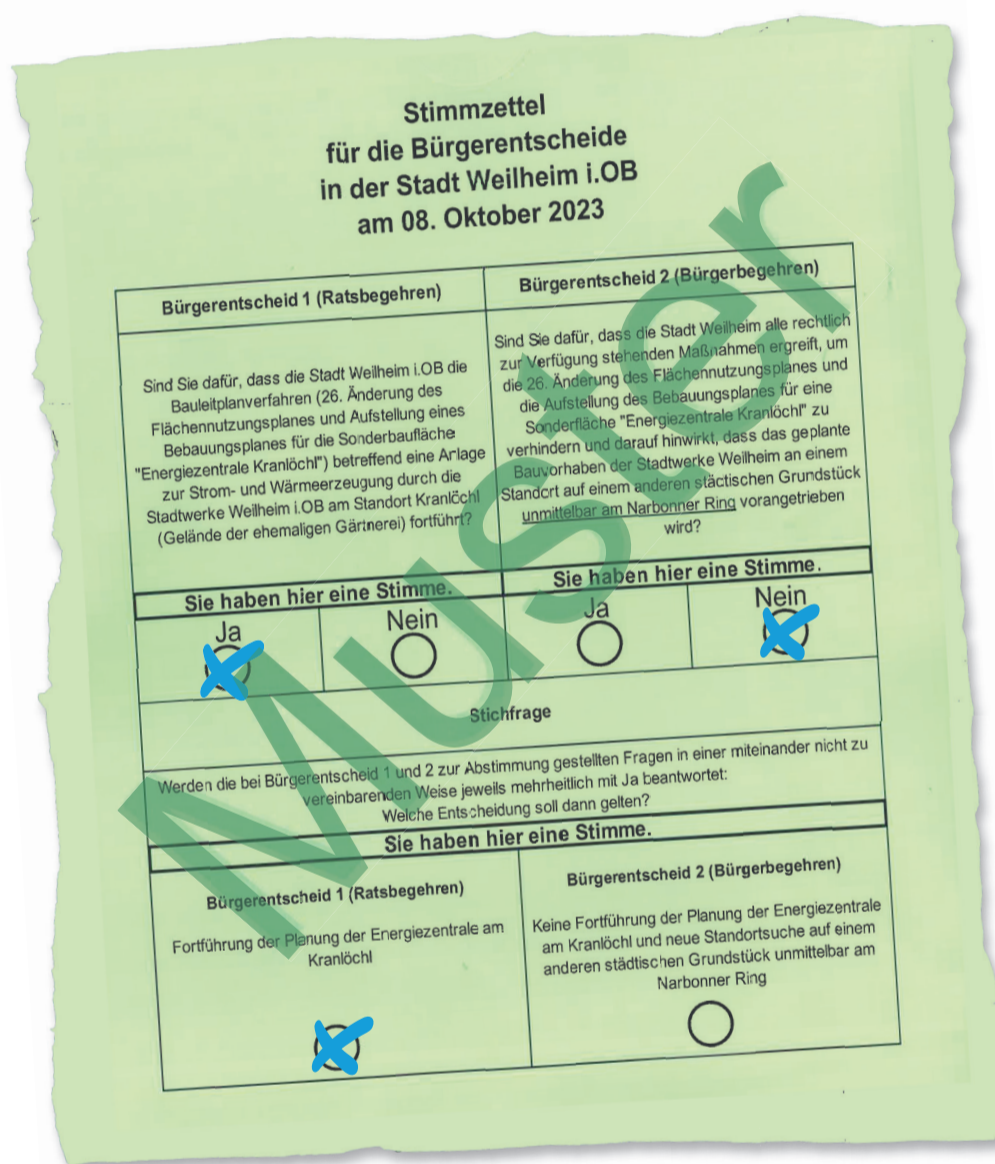 Stimmzettel
für die Bürgerentscheide
in der Stadt Weilheim i.OB
am 08. Oktober 2023
Bürgerentscheid 1 (Ratsbegehren)
Sind Sie dafür, dass die Stadt Weilheim i.OB die
Bauleitplanverfahren (26. Änderung des
Flächennutzungsplanes und Aufstellung eines
Bebauungsplanes für die Sonderbaufläche
"Energiezentrale Kranlöchl") betreffend eine Anlage
zur Strom- und Wärmeerzeugung durch die
Stadtwerke Weilheim i.OB am Standort Kranlöchl
(Gelände der ehemaligen Gärtnerei) fortführt?
Sie haben hier eine Stimme.
Ja
Nein
Bürgerentscheid 2 (Bürgerbegehren)
Sind Sie dafür, dass die Stadt Weilheim alle rechtlich
zur Verfügung stehenden Maßnahmen ergreift, um
die 26. Änderung des Flächennutzungsplanes und
die Aufstellung des Bebauungsplanes für eine
Sonderfläche "Energiezentrale Kranlöchl" zu
verhindern und darauf hinwirkt, dass das geplante
Bauvorhaben der Stadtwerke Weilheim an einem
Standort auf einem anderen städtischen Grundstück
unmittelbar am Narbonner Ring vorangetrieben
wird?
Sie haben hier eine Stimme.
Ja
Nein
Stichfrage
Werden die bei Bürgerentscheid 1 und 2 zur Abstimmung gestellten Fragen in einer miteinander nicht zu
vereinbarenden Weise jeweils mehrheitlich mit Ja beantwortet:
Welche Entscheidung soll dann gelten?
Sie haben hier eine Stimme.
Bürgerentscheid 1 (Ratsbegehren)
Fortführung der Planung der Energiezentrale am
Kranlöchl
Bürgerentscheid 2 (Bürgerbegehren)
Keine Fortführung der Planung der Energiezentrale
am Kranlöchl und neue Standortsuche auf einem
anderen städtischen Grundstück unmittelbar am
Narbonner Ring
Muster